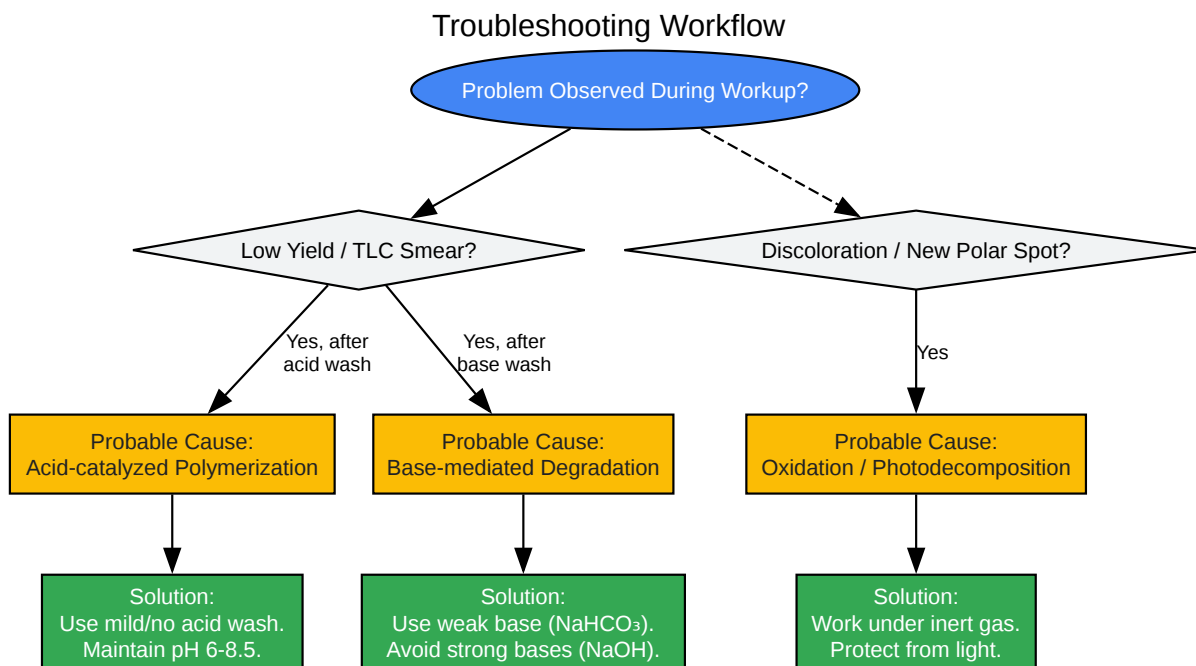 Troubleshooting Workflow
Problem Observed During Workup?
Low Yield / TLC Smear?
Discoloration / New Polar Spot?
Yes, after
acid wash
Yes, after
base wash
Yes
Probable Cause:
Acid-catalyzed Polymerization
Probable Cause:
Base-mediated Degradation
Probable Cause:
Oxidation / Photodecomposition
Solution:
Use mild/no acid wash.
Maintain pH 6-8.5.
Solution:
Use weak base (NaHCO₃).
Avoid strong bases (NaOH).
Solution:
Work under inert gas.
Protect from light.